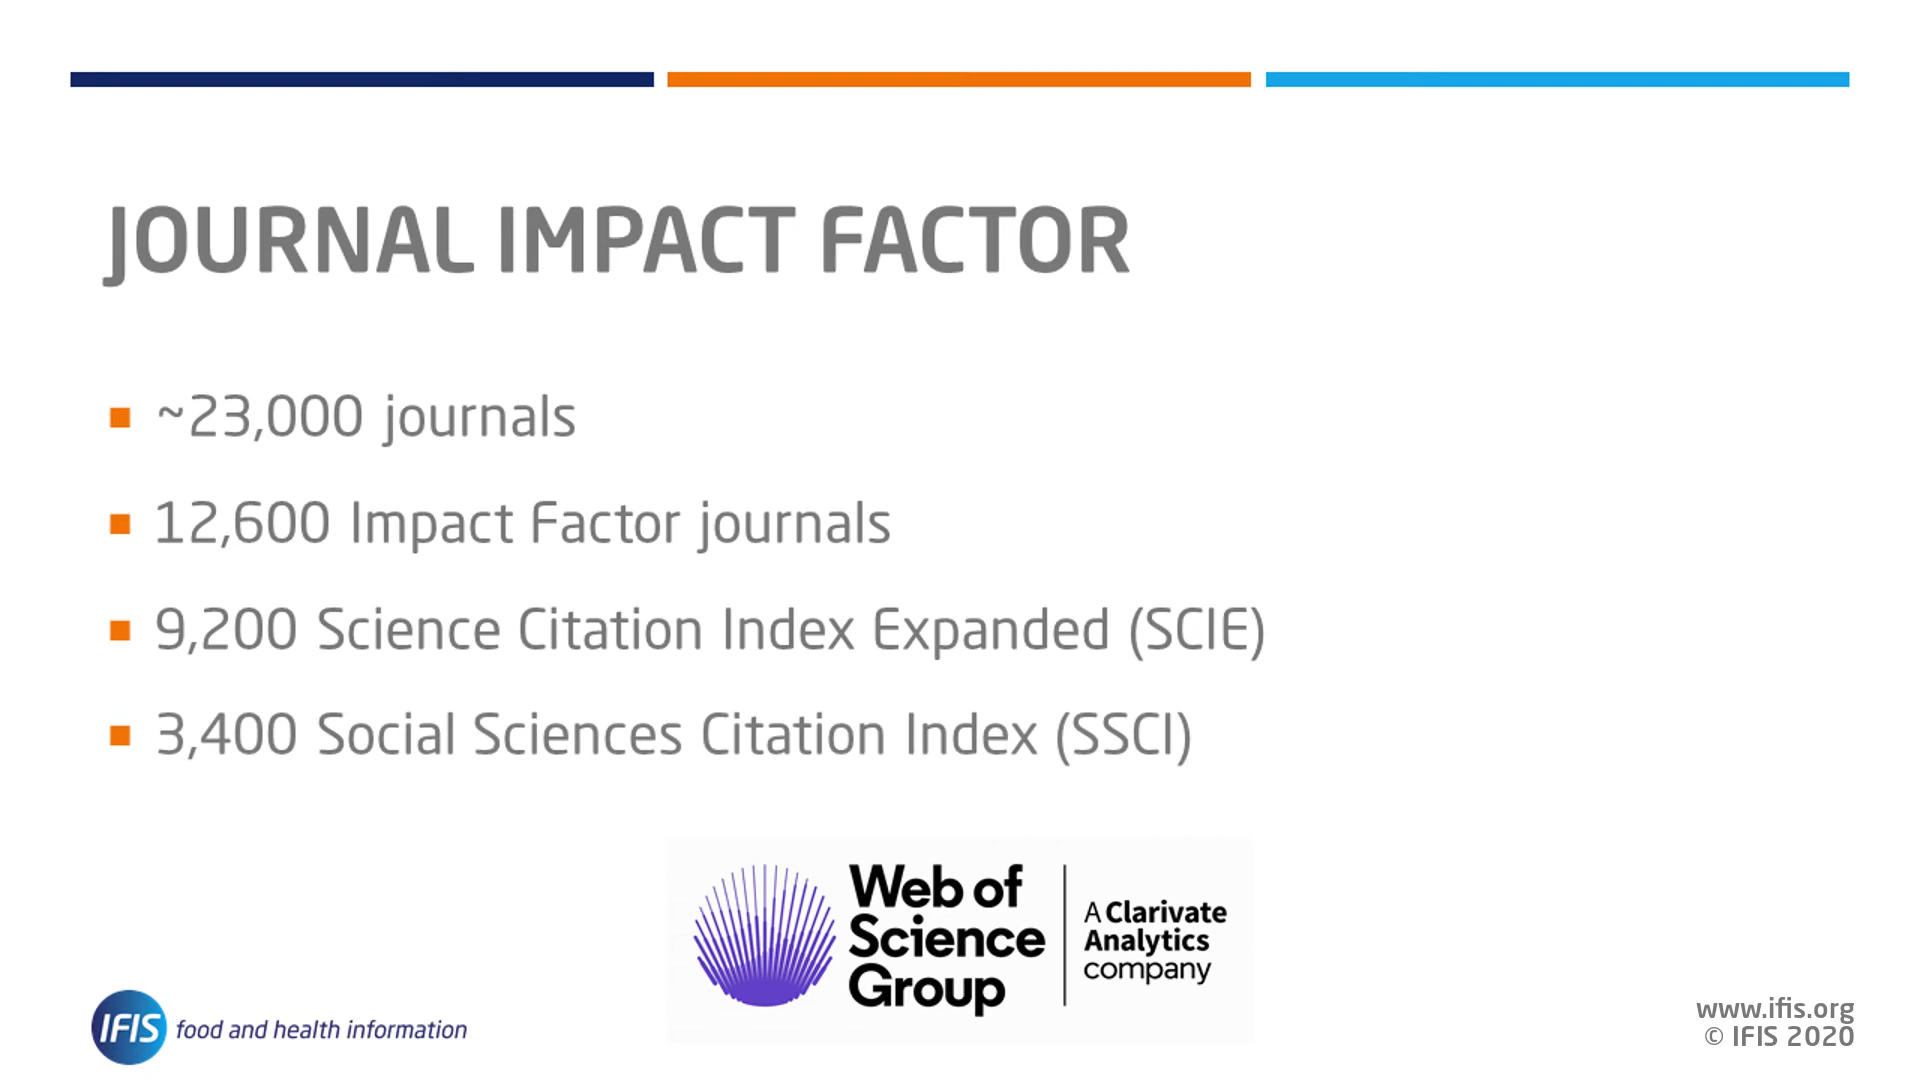 JOURNAL IMPACT FACTOR
~23,000 journals
12,600 Impact Factor journals
9,200 Science Citation Index Expanded (SCIE)
3,400 Social Sciences Citation Index (SSCI)
Web of
Science
Group
A Clarivate
Analytics
company
IFIS food and health information
www.ifis.org
© IFIS 2020